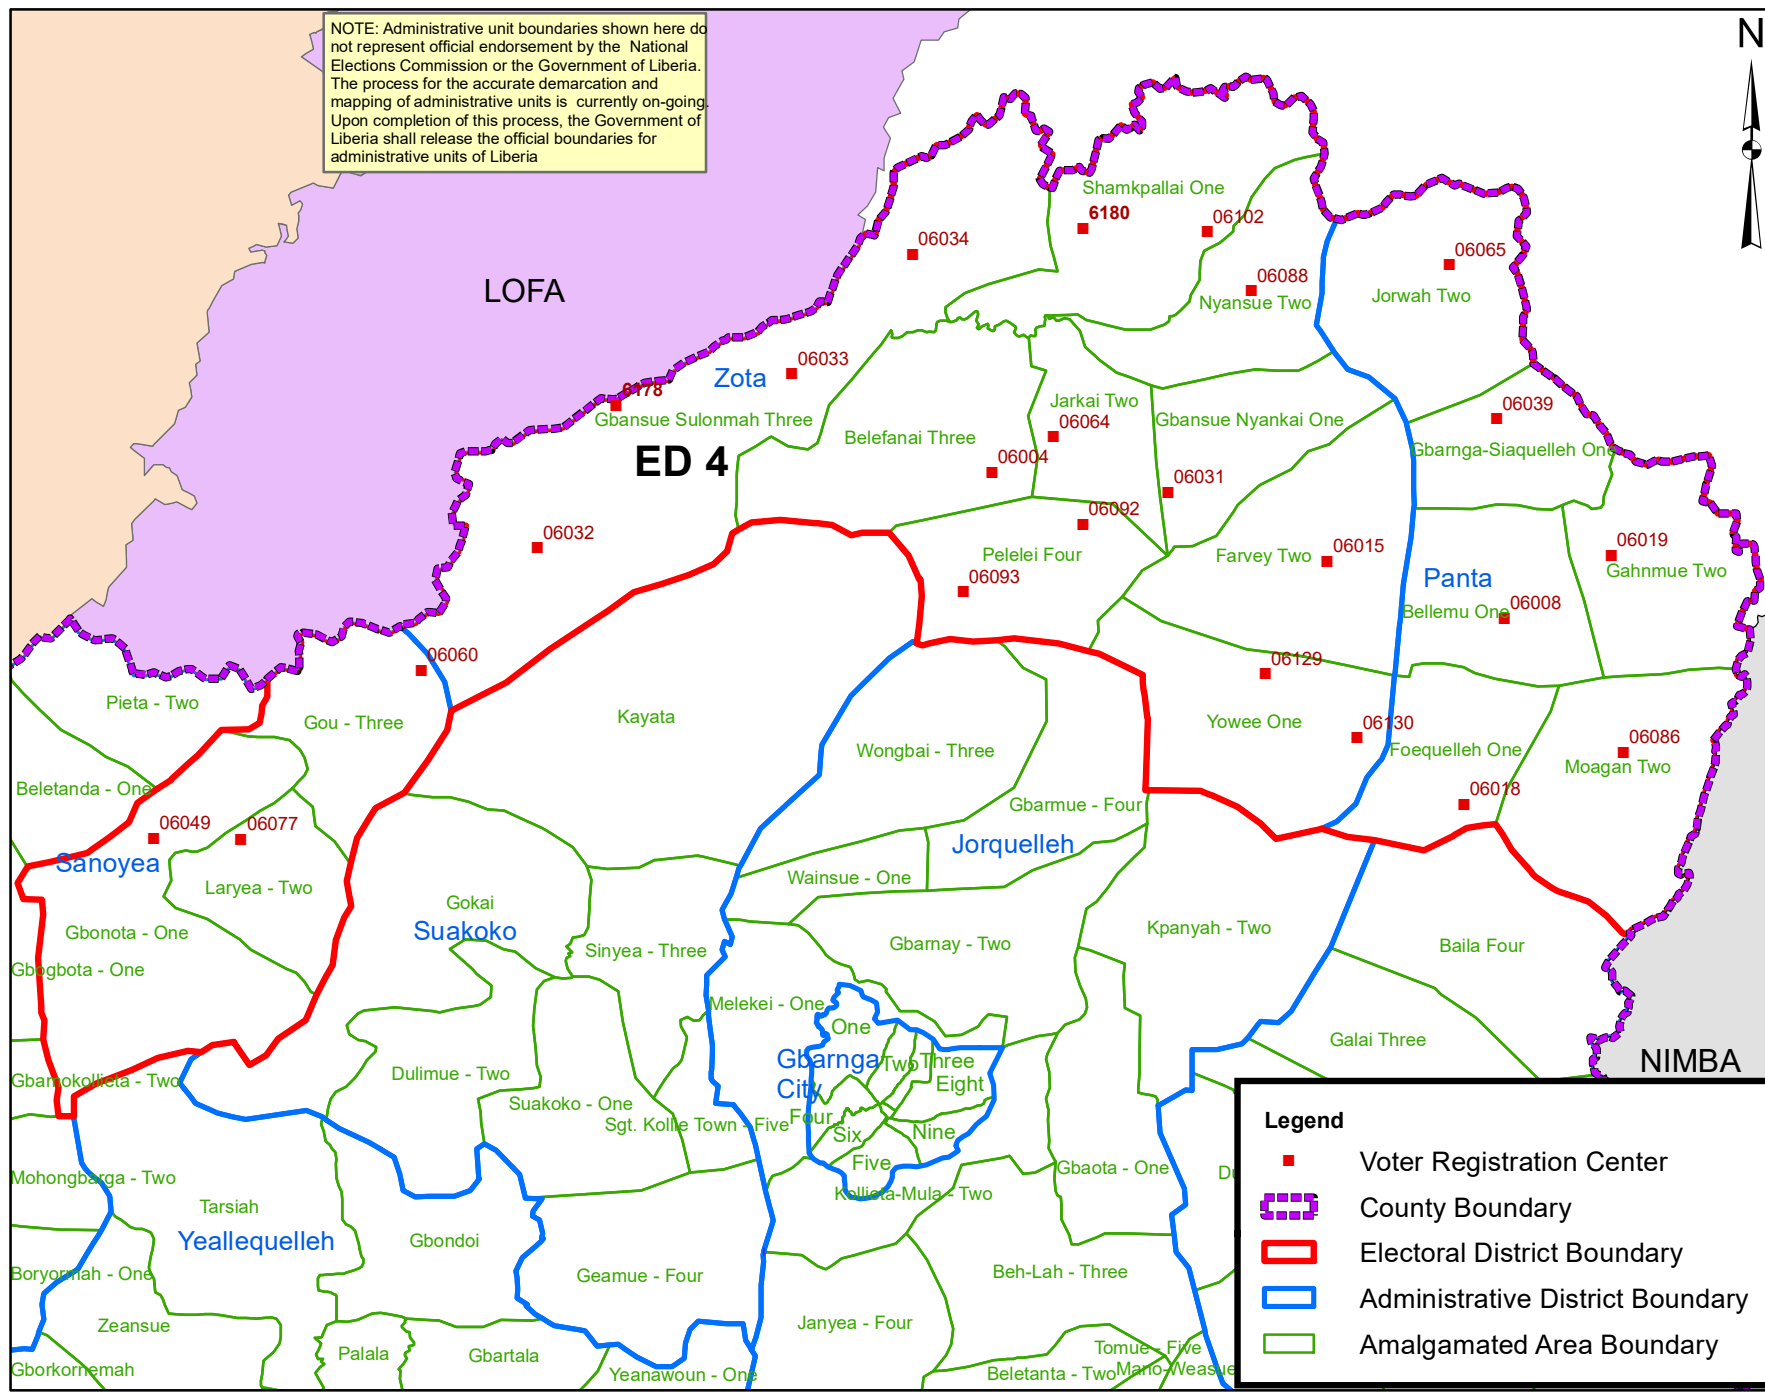 NOTE: Administrative unit boundaries shown here do
not represent official endorsement by the National
Elections Commission or the Government of Liberia.
The process for the accurate demarcation and
mapping of administrative units is currently on-going.
Upon completion of this process, the Government of
Liberia shall release the official boundaries for
administrative units of Liberia
N
Shamkpallai One
6180
06102
06034
06065
06088
Nyansue Two
Jorwah Two
LOFA
06033
Zota
6178
Gbansue Sulonmah Three
ED 4
Belefanai Three
Jarkai Two
06064
06004
Gbansue Nyankai One
06039
Gbarnga-Siaquelleh One
06031
06092
06032
Pelelei Four
06093
Farvey Two
06015
06019
Gahnmue Two
Panta
Bellemu One
06008
06060
06129
Pieta - Two
Gou - Three
Kayata
Wongbai - Three
Yowee One
06130
Foequelleh One
06086
Moagan Two
06018
Beletanda - One
Gbarmue - Four
06049
06077
Sanoyea
Jorquelleh
Laryea - Two
Wainsue - One
Gokai
Suakoko
Gbonota - One
Sinyea - Three
Gbarnay - Two
Kpanyah - Two
Baila Four
Gbogbota - One
Melekei - One
One
Galai Three
Gbarnga
City
Two
Three
Eight
NIMBA
Gbamokollieta - Two
Dulimue - Two
Suakoko - One
Sgt. Kollie Town - Five
Four
Six
Nine
Five
Gbaota - One
Du
Kollieta-Mula - Two
Mohongbarga - Two
Tarsiah
Yeallequelleh
Gbondoi
Geamue - Four
Beh-Lah - Three
Boryormah - One
Zeansue
Janyea - Four
Palala
Gbartala
Tomue - Five
Gborkornemah
Yeanawoun - One
Beletanta - Two
Mano-Weasue
Legend
Voter Registration Center
County Boundary
Electoral District Boundary
Administrative District Boundary
Amalgamated Area Boundary